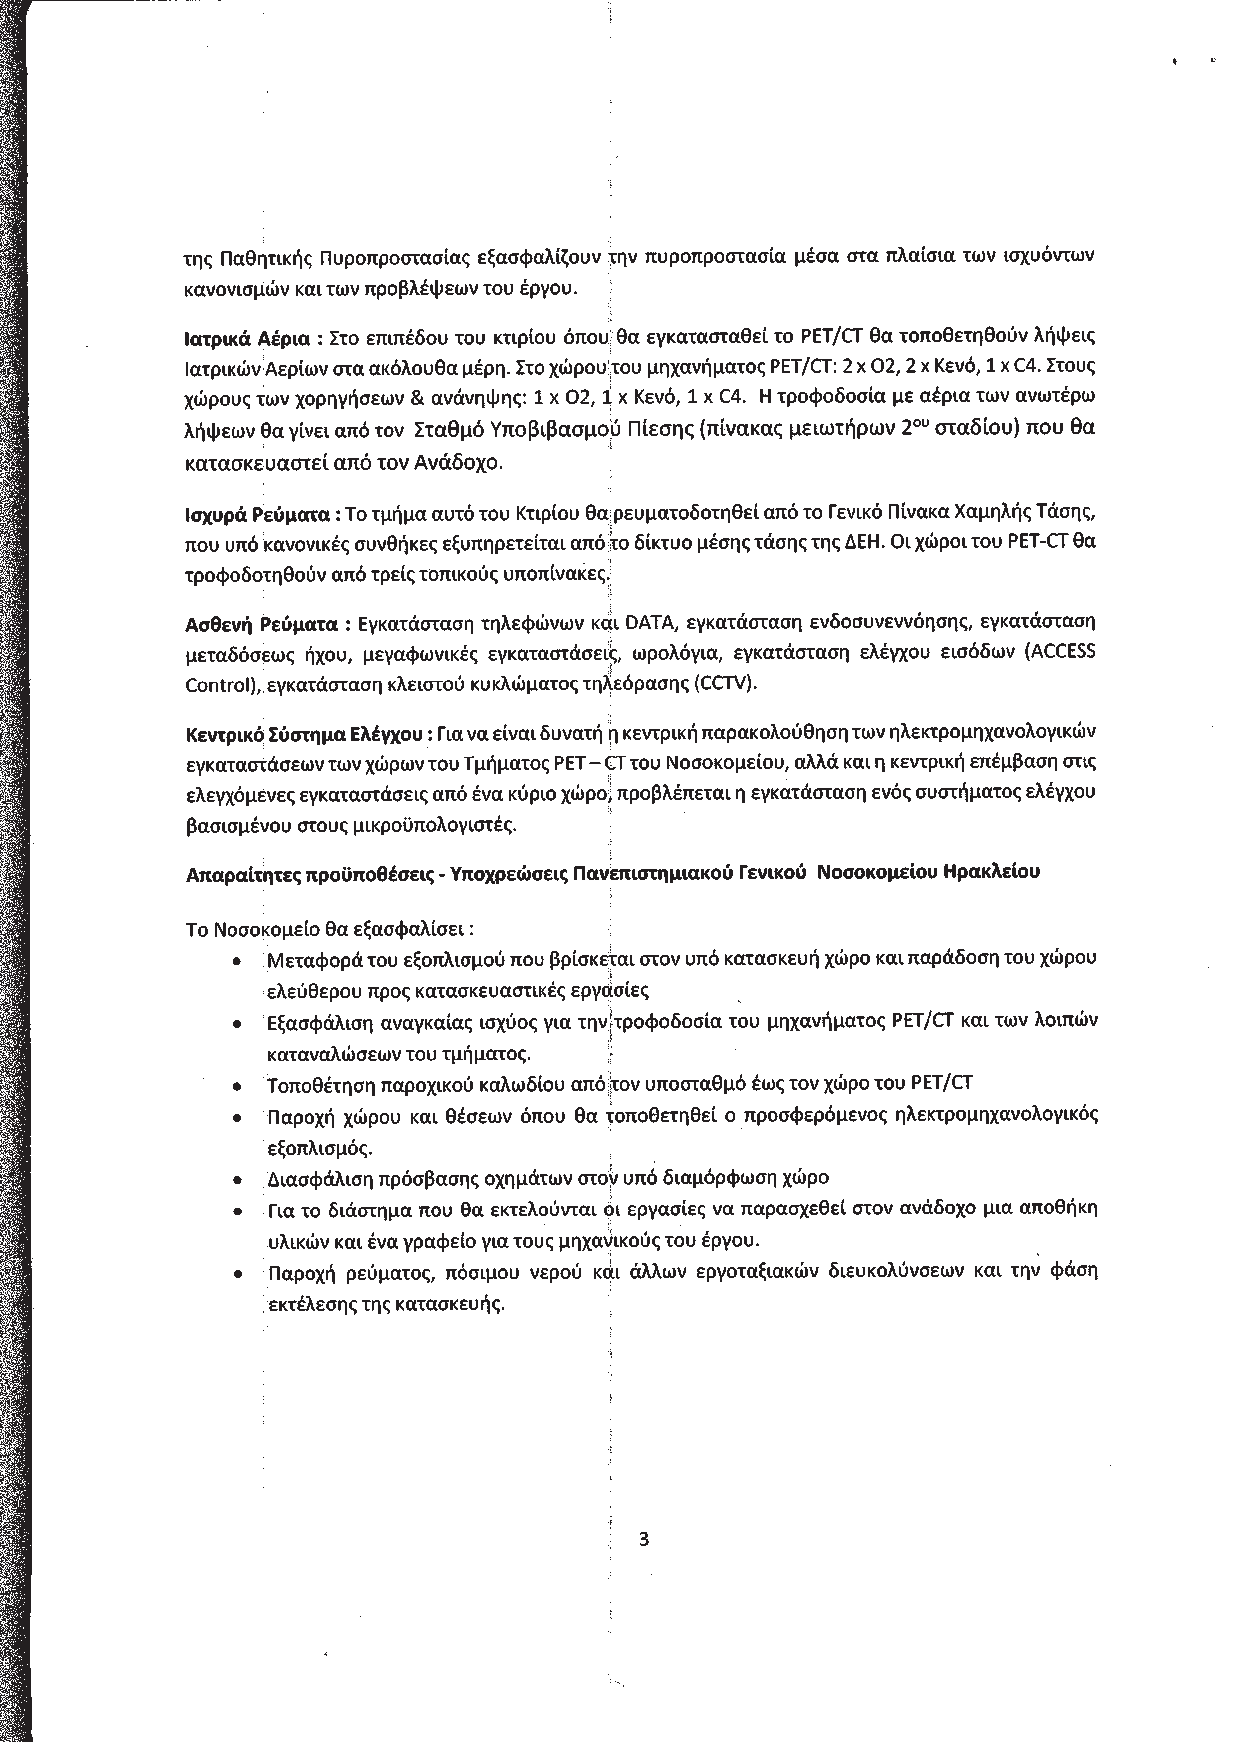 της Παθητικής Πυροπροστασίας εξασφαλίζουν την πυροπροστασία μέσα στα πλαίσια των ισχυόντων
κανονισμών και των προβλέψεων του έργου.
Ιατρικά Αέρια : Στο επιπέδου του κτιρίου όπου θα εγκατασταθεί το PET/CT θα τοποθετηθούν λήψεις
Ιατρικών Αερίων στα ακόλουθα μέρη. Στο χώρου του μηχανήματος PET/CT: 2 x O2, 2 x Κενό, 1 x C4. Στους
χώρους των χορηγήσεων & ανάνηψης: 1 x O2, 1 x Κενό, 1 x C4. Η τροφοδοσία με αέρια των ανωτέρω
λήψεων θα γίνει από τον Σταθμό Υποβιβασμού Πίεσης (πίνακας μειωτήρων 2ου σταδίου) που θα
κατασκευαστεί από τον Ανάδοχο.
Ισχυρά Ρεύματα : Το τμήμα αυτό του Κτιρίου θα ρευματοδοτηθεί από το Γενικό Πίνακα Χαμηλής Τάσης,
που υπό κανονικές συνθήκες εξυπηρετείται από το δίκτυο μέσης τάσης της ΔΕΗ. Οι χώροι του PET-CT θα
τροφοδοτηθούν από τρείς τοπικούς υποπίνακες.
Ασθενή Ρεύματα : Εγκατάσταση τηλεφώνων και DATA, εγκατάσταση ενδοσυνεννόησης, εγκατάσταση
μεταδόσεως ήχου, μεγαφωνικές εγκαταστάσεις, ωρολόγια, εγκατάσταση ελέγχου εισόδων (ACCESS
Control), εγκατάσταση κλειστού κυκλώματος τηλεόρασης (CCTV).
Κεντρικό Σύστημα Ελέγχου : Για να είναι δυνατή η κεντρική παρακολούθηση των ηλεκτρομηχανολογικών
εγκαταστάσεων των χώρων του Τμήματος PET – CT του Νοσοκομείου, αλλά και η κεντρική επέμβαση στις
ελεγχόμενες εγκαταστάσεις από ένα κύριο χώρο, προβλέπεται η εγκατάσταση ενός συστήματος ελέγχου
βασισμένου στους μικροϋπολογιστές.
Απαραίτητες προϋποθέσεις - Υποχρεώσεις Πανεπιστημιακού Γενικού Νοσοκομείου Ηρακλείου
Το Νοσοκομείο θα εξασφαλίσει :
• Μεταφορά του εξοπλισμού που βρίσκεται στον υπό κατασκευή χώρο και παράδοση του χώρου
ελεύθερου προς κατασκευαστικές εργασίες
• Εξασφάλιση αναγκαίας ισχύος για την τροφοδοσία του μηχανήματος PET/CT και των λοιπών
καταναλώσεων του τμήματος.
• Τοποθέτηση παροχικού καλωδίου από τον υποσταθμό έως τον χώρο του PET/CT
• Παροχή χώρου και θέσεων όπου θα τοποθετηθεί ο προσφερόμενος ηλεκτρομηχανολογικός
εξοπλισμός.
• Διασφάλιση πρόσβασης οχημάτων στον υπό διαμόρφωση χώρο
• Για το διάστημα που θα εκτελούνται οι εργασίες να παρασχεθεί στον ανάδοχο μια αποθήκη
υλικών και ένα γραφείο για τους μηχανικούς του έργου.
• Παροχή ρεύματος, πόσιμου νερού και άλλων εργοταξιακών διευκολύνσεων και την φάση
εκτέλεσης της κατασκευής.
3